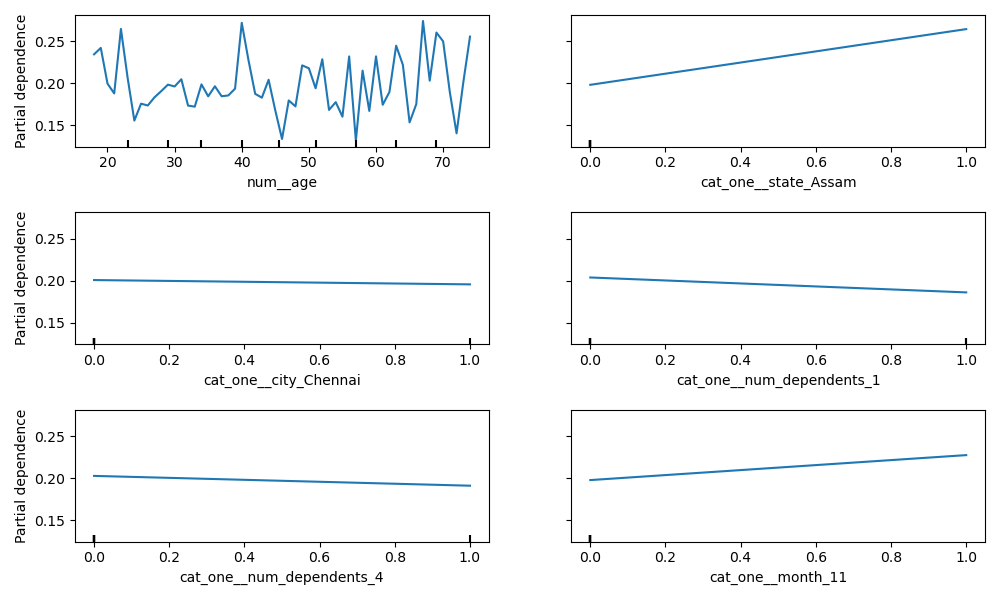 Partial dependence
0.25
0.20
0.15
20 30 40 50 60 70
num__age
0.0 0.2 0.4 0.6 0.8 1.0
cat_one__state_Assam
Partial dependence
0.25
0.20
0.15
0.0 0.2 0.4 0.6 0.8 1.0
cat_one__city_Chennai
0.0 0.2 0.4 0.6 0.8 1.0
cat_one__num_dependents_1
Partial dependence
0.25
0.20
0.15
0.0 0.2 0.4 0.6 0.8 1.0
cat_one__num_dependents_4
0.0 0.2 0.4 0.6 0.8 1.0
cat_one__month_11